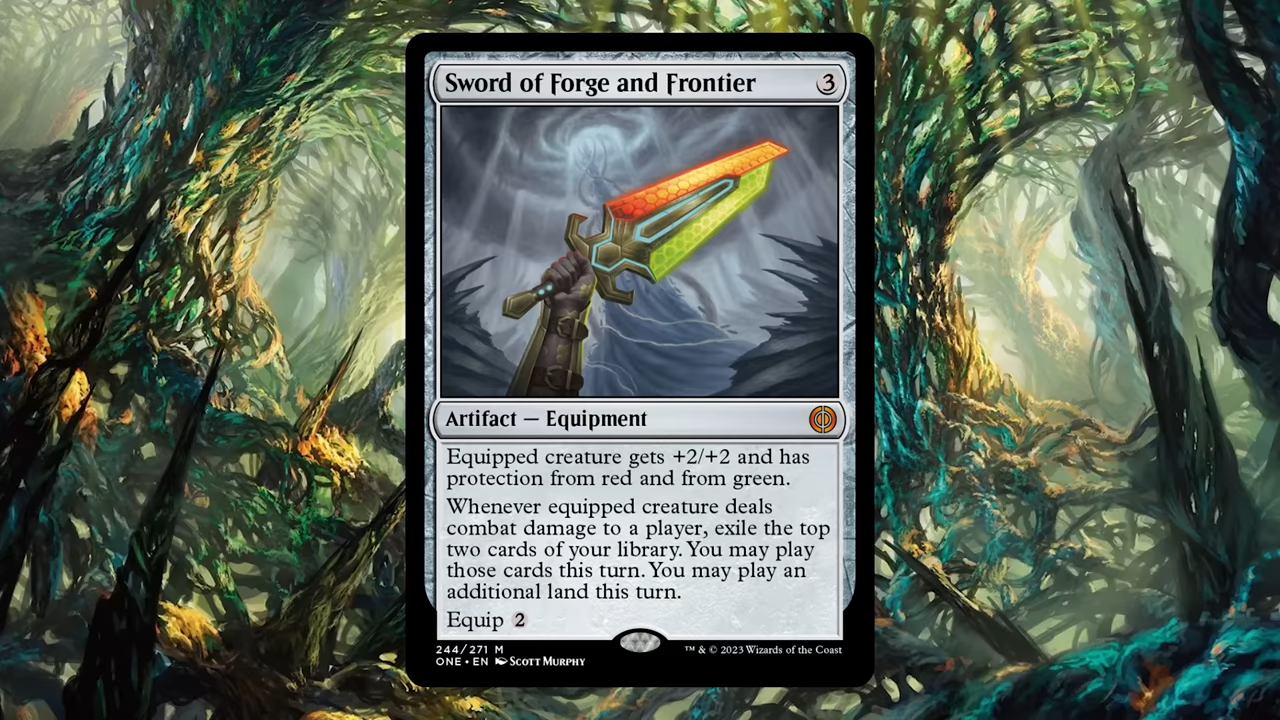 Sword of Forge and Frontier 3
Artifact — Equipment
Equipped creature gets +2/+2 and has
protection from red and from green.
Whenever equipped creature deals
combat damage to a player, exile the top
two cards of your library. You may play
those cards this turn. You may play an
additional land this turn.
Equip 2
244/271 M
ONE • EN Scott Murphy
™ & © 2023 Wizards of the Coast